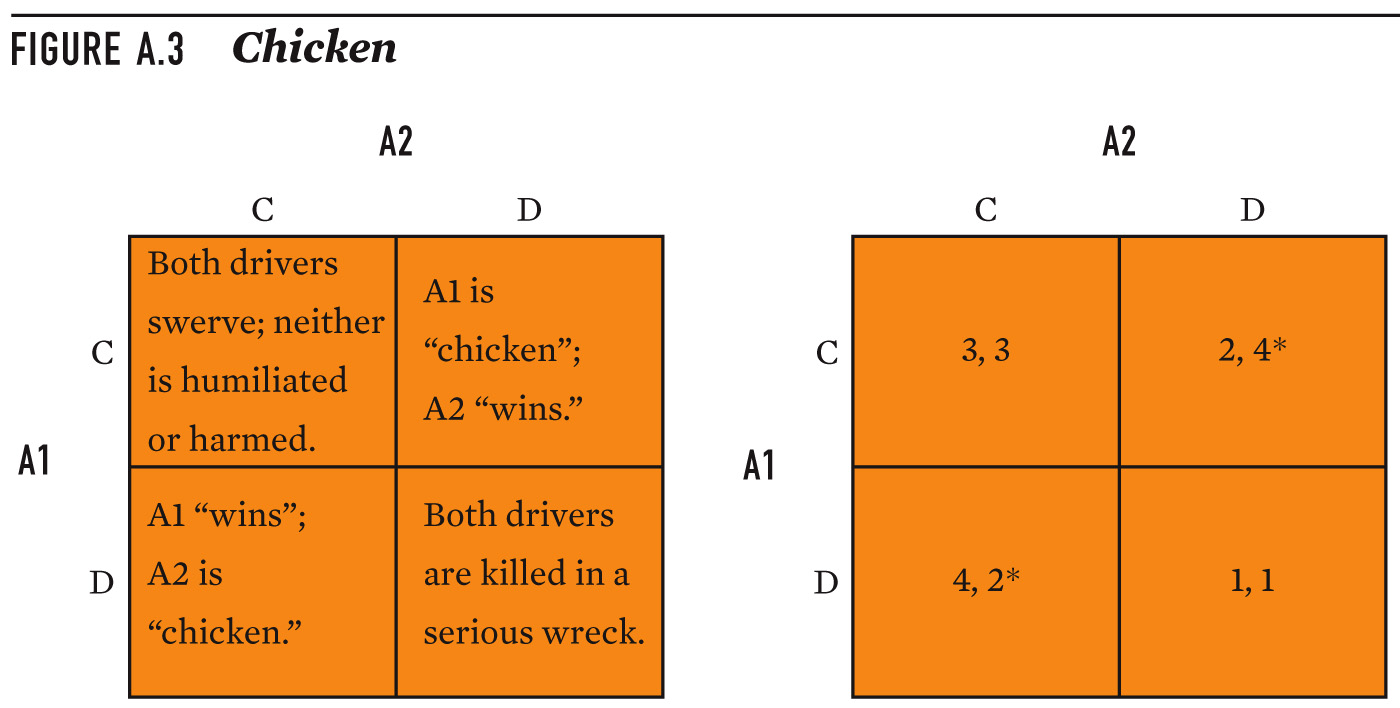 FIGURE A.3 Chicken
A2
C D
Both drivers
swerve; neither
is humiliated
or harmed.
A1 is
“chicken”;
A2 “wins.”
C
A1
D
A1 “wins”;
A2 is
“chicken.”
Both drivers
are killed in a
serious wreck.
A2
C D
C
3, 3
2, 4*
A1
D
4, 2*
1, 1